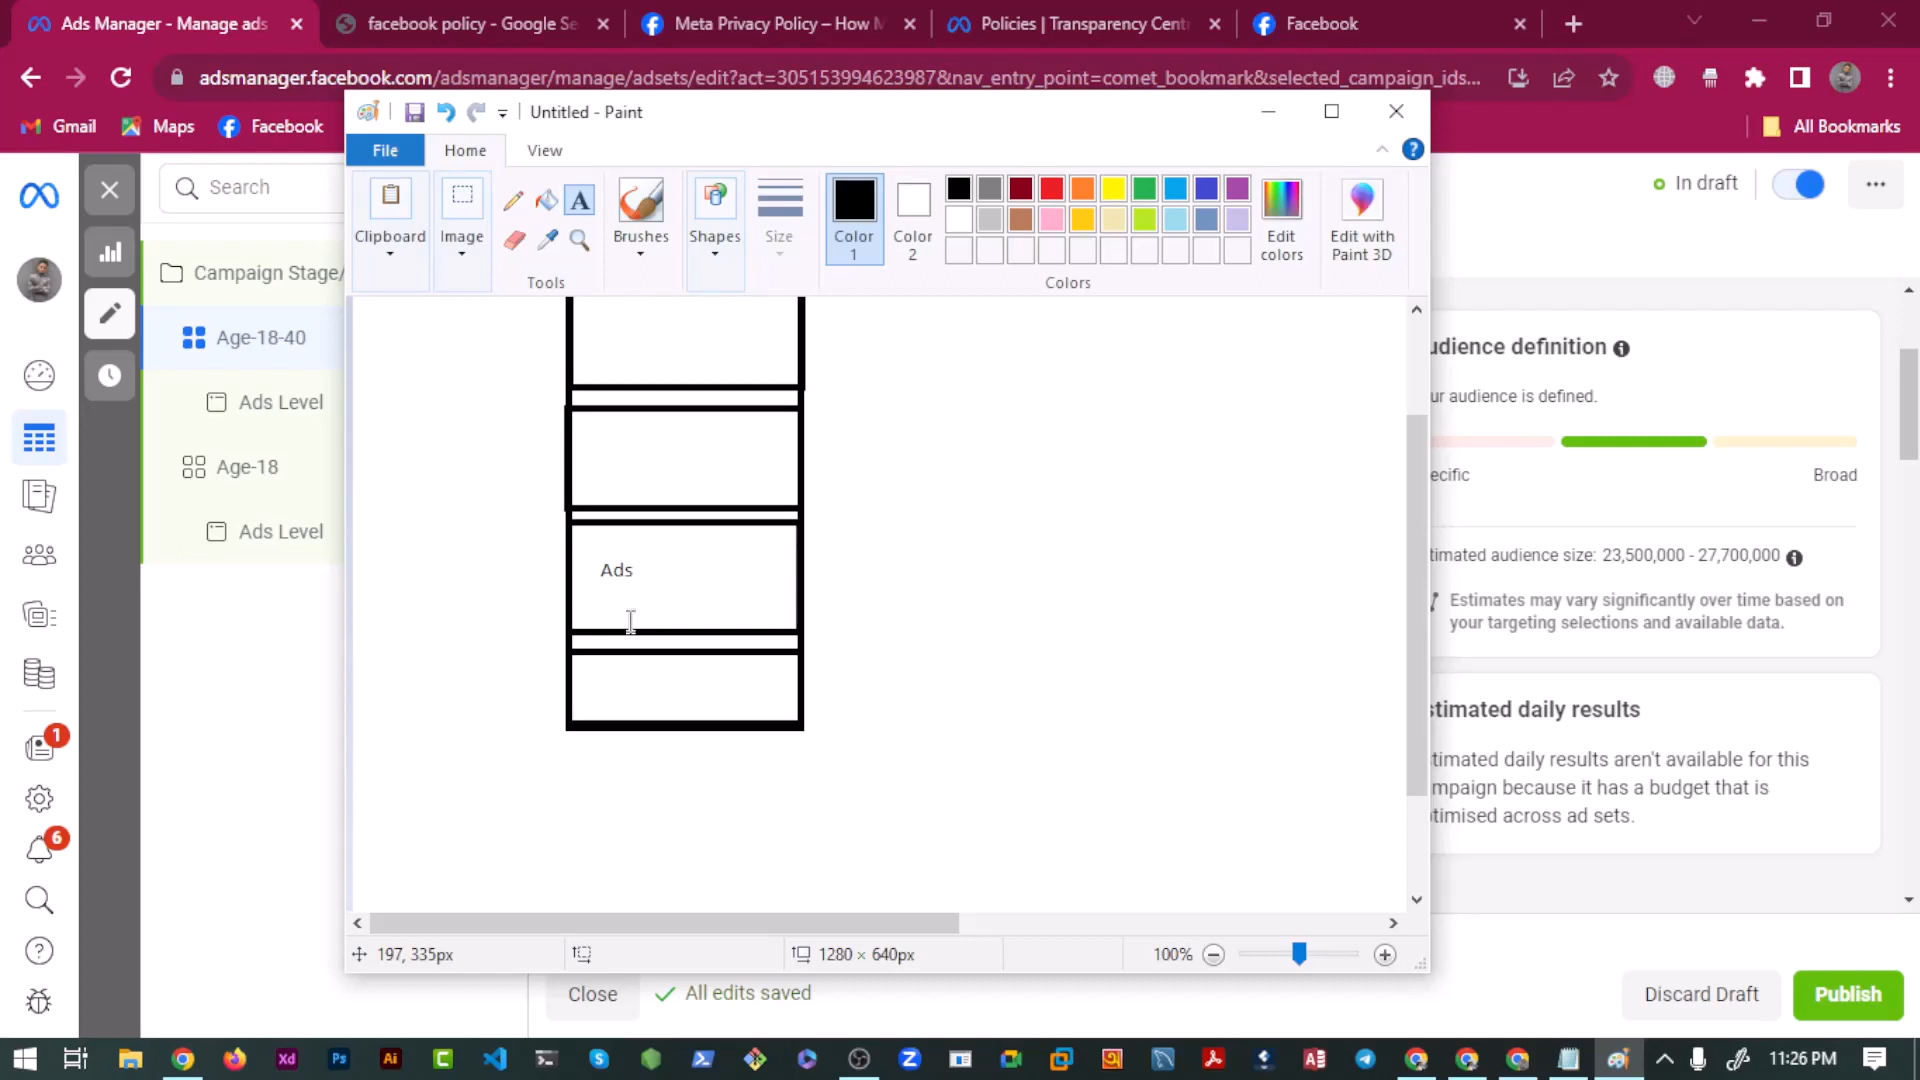 Ads Manager - Manage ads
facebook policy - Google Se
Meta Privacy Policy – How M
Policies | Transparency Cent
Facebook
adsmanager.facebook.com/adsmanager/manage/adsets/edit?act=305153994623987&nav_entry_point=comet_bookmark&selected_campaign_ids...
Gmail
Maps
Facebook
All Bookmarks
Untitled - Paint
File
Home
View
Clipboard
Image
Tools
Brushes
Shapes
Size
Color 1
Color 2
Edit colors
Edit with Paint 3D
Colors
Search
In draft
Campaign Stage/
Age-18-40
Ads Level
Age-18
Ads Level
Ads
udience definition
ur audience is defined.
ecific
Broad
timated audience size: 23,500,000 - 27,700,000
Estimates may vary significantly over time based on
your targeting selections and available data.
stimated daily results
timated daily results aren't available for this
mpaign because it has a budget that is
timised across ad sets.
1
6
197, 335px
1280 × 640px
100%
Close
All edits saved
Discard Draft
Publish
11:26 PM